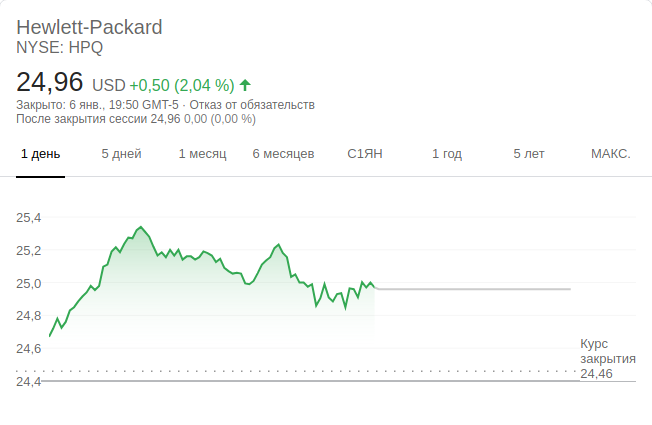 Hewlett-Packard
NYSE: HPQ
24,96 USD +0,50 (2,04 %)
Закрыто: 6 янв., 19:50 GMT-5 · Отказ от обязательств
После закрытия сессии 24,96 0,00 (0,00 %)
1 день 5 дней 1 месяц 6 месяцев С1ЯН 1 год 5 лет МАКС.
25,4
25,2
25,0
24,8
24,6
24,4
Курс
закрытия
24,46